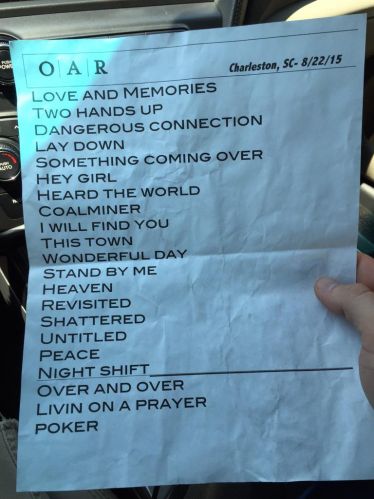 O|A|R
Charleston, SC- 8/22/15
LOVE AND MEMORIES
TWO HANDS UP
DANGEROUS CONNECTION
LAY DOWN
SOMETHING COMING OVER
HEY GIRL
HEARD THE WORLD
COALMINER
I WILL FIND YOU
THIS TOWN
WONDERFUL DAY
STAND BY ME
HEAVEN
REVISITED
SHATTERED
UNTITLED
PEACE
NIGHT SHIFT
OVER AND OVER
LIVIN ON A PRAYER
POKER